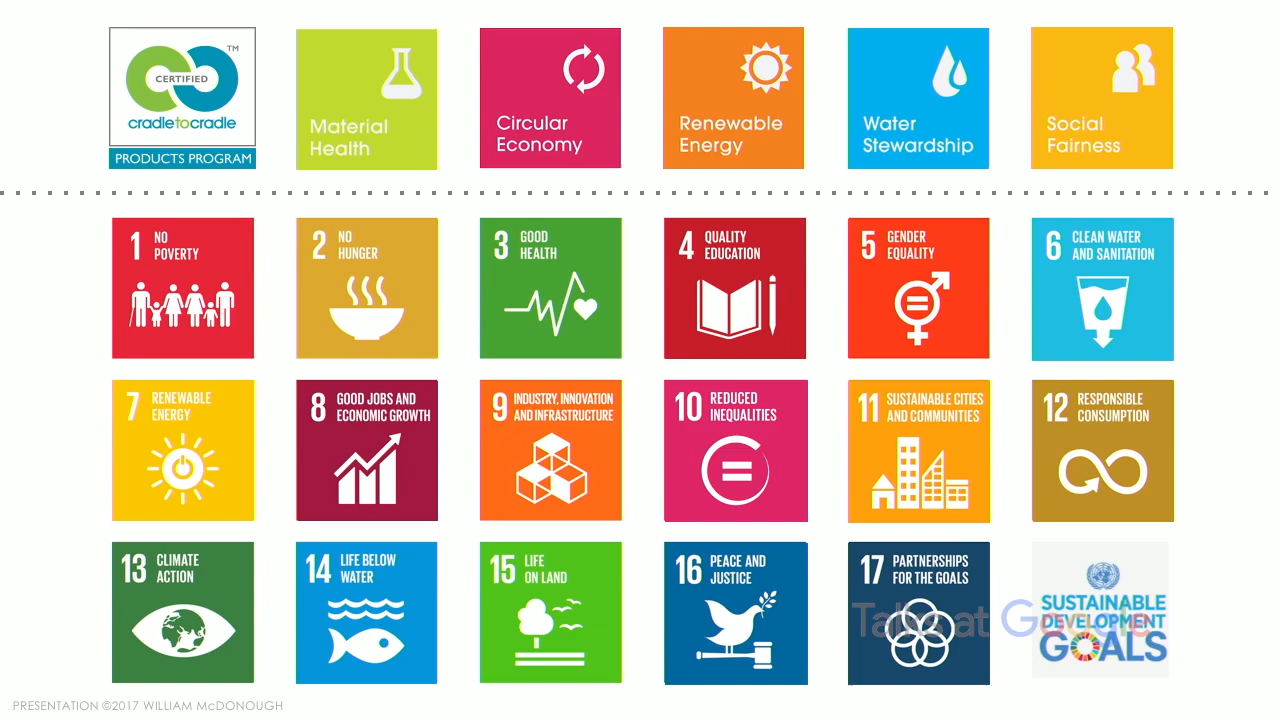 CERTIFIED
TM
cradletocradle
PRODUCTS PROGRAM
Material
Health
Circular
Economy
Renewable
Energy
Water
Stewardship
Social
Fairness
1 NO
POVERTY
2 NO
HUNGER
3 GOOD
HEALTH
4 QUALITY
EDUCATION
5 GENDER
EQUALITY
6 CLEAN WATER
AND SANITATION
7 RENEWABLE
ENERGY
8 GOOD JOBS AND
ECONOMIC GROWTH
9 INDUSTRY, INNOVATION
AND INFRASTRUCTURE
10 REDUCED
INEQUALITIES
11 SUSTAINABLE CITIES
AND COMMUNITIES
12 RESPONSIBLE
CONSUMPTION
13 CLIMATE
ACTION
14 LIFE BELOW
WATER
15 LIFE
ON LAND
16 PEACE AND
JUSTICE
17 PARTNERSHIPS
FOR THE GOALS
SUSTAINABLE
DEVELOPMENT
GOALS
Talks at Google
PRESENTATION ©2017 WILLIAM McDONOUGH